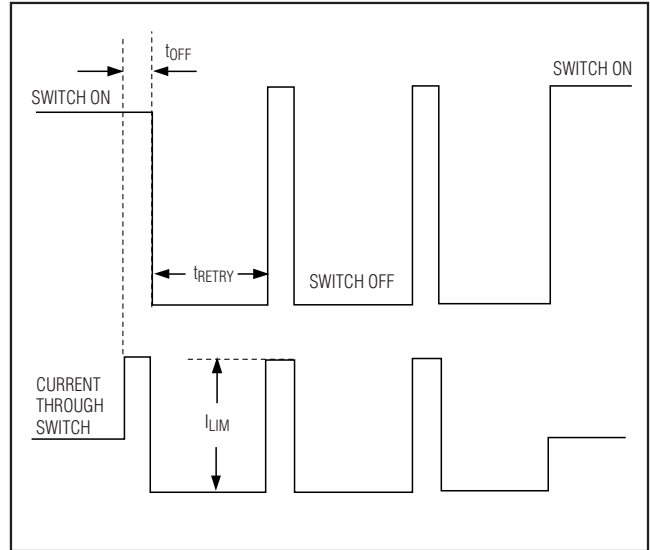 tOFF
SWITCH ON
SWITCH ON
tRETRY
SWITCH OFF
CURRENT
THROUGH
SWITCH
ILIM